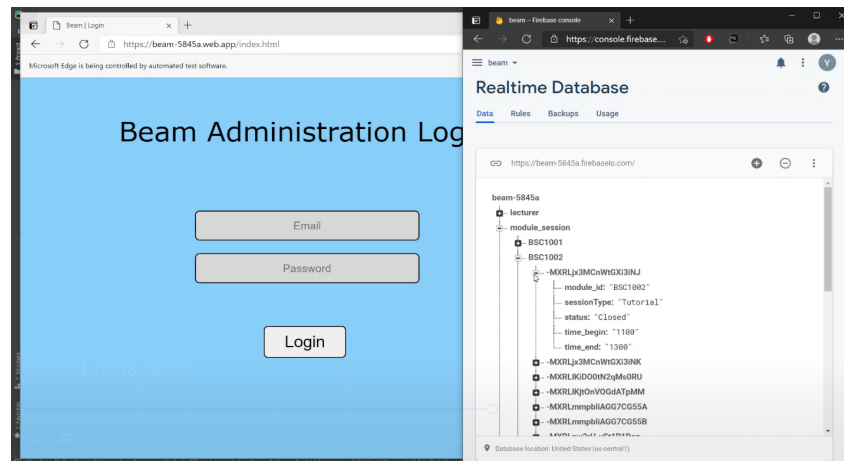 Beam | Login
https://beam-5845a.web.app/index.html
Microsoft Edge is being controlled by automated test software.
Beam Administration Log
Email
Password
Login
2021-04-04 18-08-10
beam – Firebase console
https://console.firebase....
beam
Y
Realtime Database
Data Rules Backups Usage
https://beam-5845a.firebaseio.com/
beam-5845a
lecturer
module_session
BSC1001
BSC1002
-MXRLjx3MCnWtGXi3iNJ
module_id: "BSC1002"
sessionType: "Tutorial"
status: "Closed"
time_begin: "1100"
time_end: "1300"
-MXRLjx3MCnWtGXi3iNK
-MXRLlKiDO0tN2qMs0RU
-MXRLlKjtOnVOGdATpMM
-MXRLmmpbliAGG7CG55A
-MXRLmmpbliAGG7CG55B
Database location: United States (us-central1)